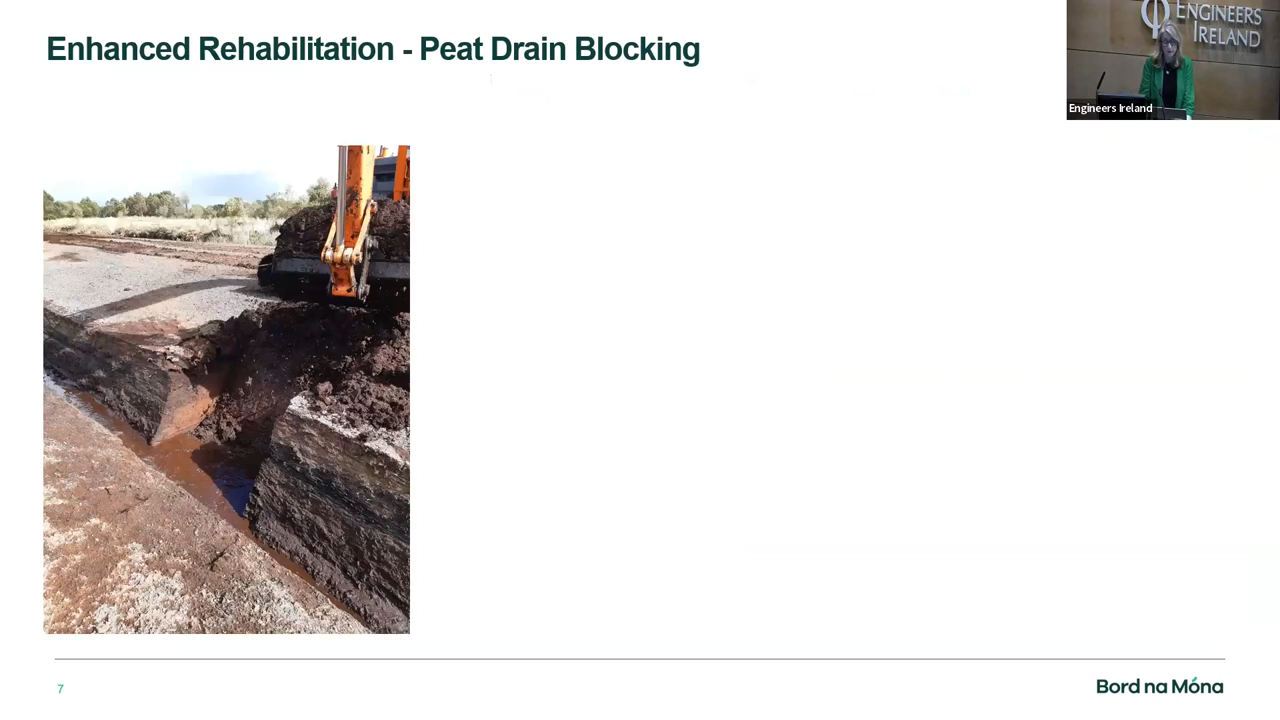 Enhanced Rehabilitation - Peat Drain Blocking
ENGINEERS
IRELAND
Engineers Ireland
7
Bord na Móna